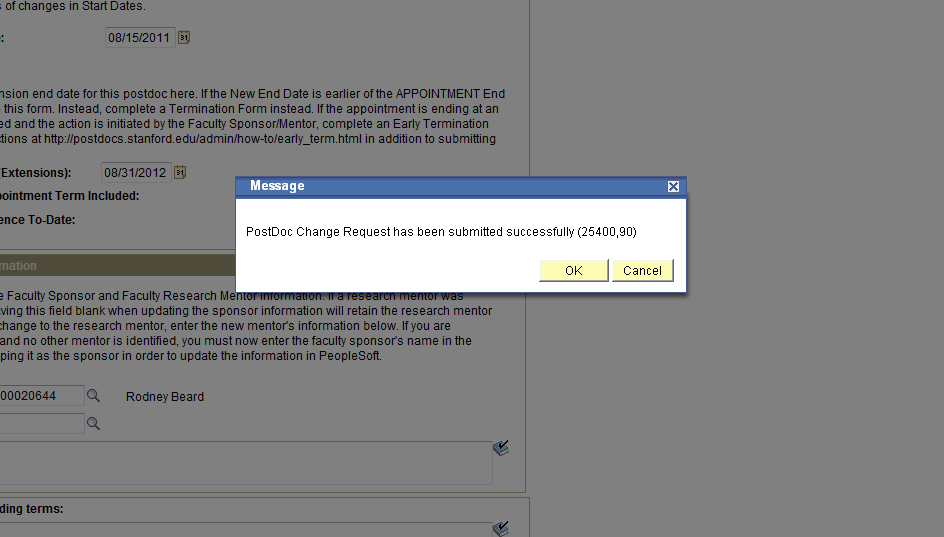 s of changes in Start Dates.
e:
08/15/2011
31
nsion end date for this postdoc here. If the New End Date is earlier of the APPOINTMENT End
this form. Instead, complete a Termination Form instead. If the appointment is ending at an
ed and the action is initiated by the Faculty Sponsor/Mentor, complete an Early Termination
ctions at http://postdocs.stanford.edu/admin/how-to/early_term.html in addition to submitting
(Extensions):
08/31/2012
31
pointment Term Included:
ence To-Date:
Message
PostDoc Change Request has been submitted successfully (25400,90)
OK
Cancel
rmation
e Faculty Sponsor and Faculty Research Mentor information. If a research mentor was
aving this field blank when updating the sponsor information will retain the research mentor
change to the research mentor, enter the new mentor's information below. If you are
and no other mentor is identified, you must now enter the faculty sponsor's name in the
ping it as the sponsor in order to update the information in PeopleSoft.
00020644
Rodney Beard
ding terms: